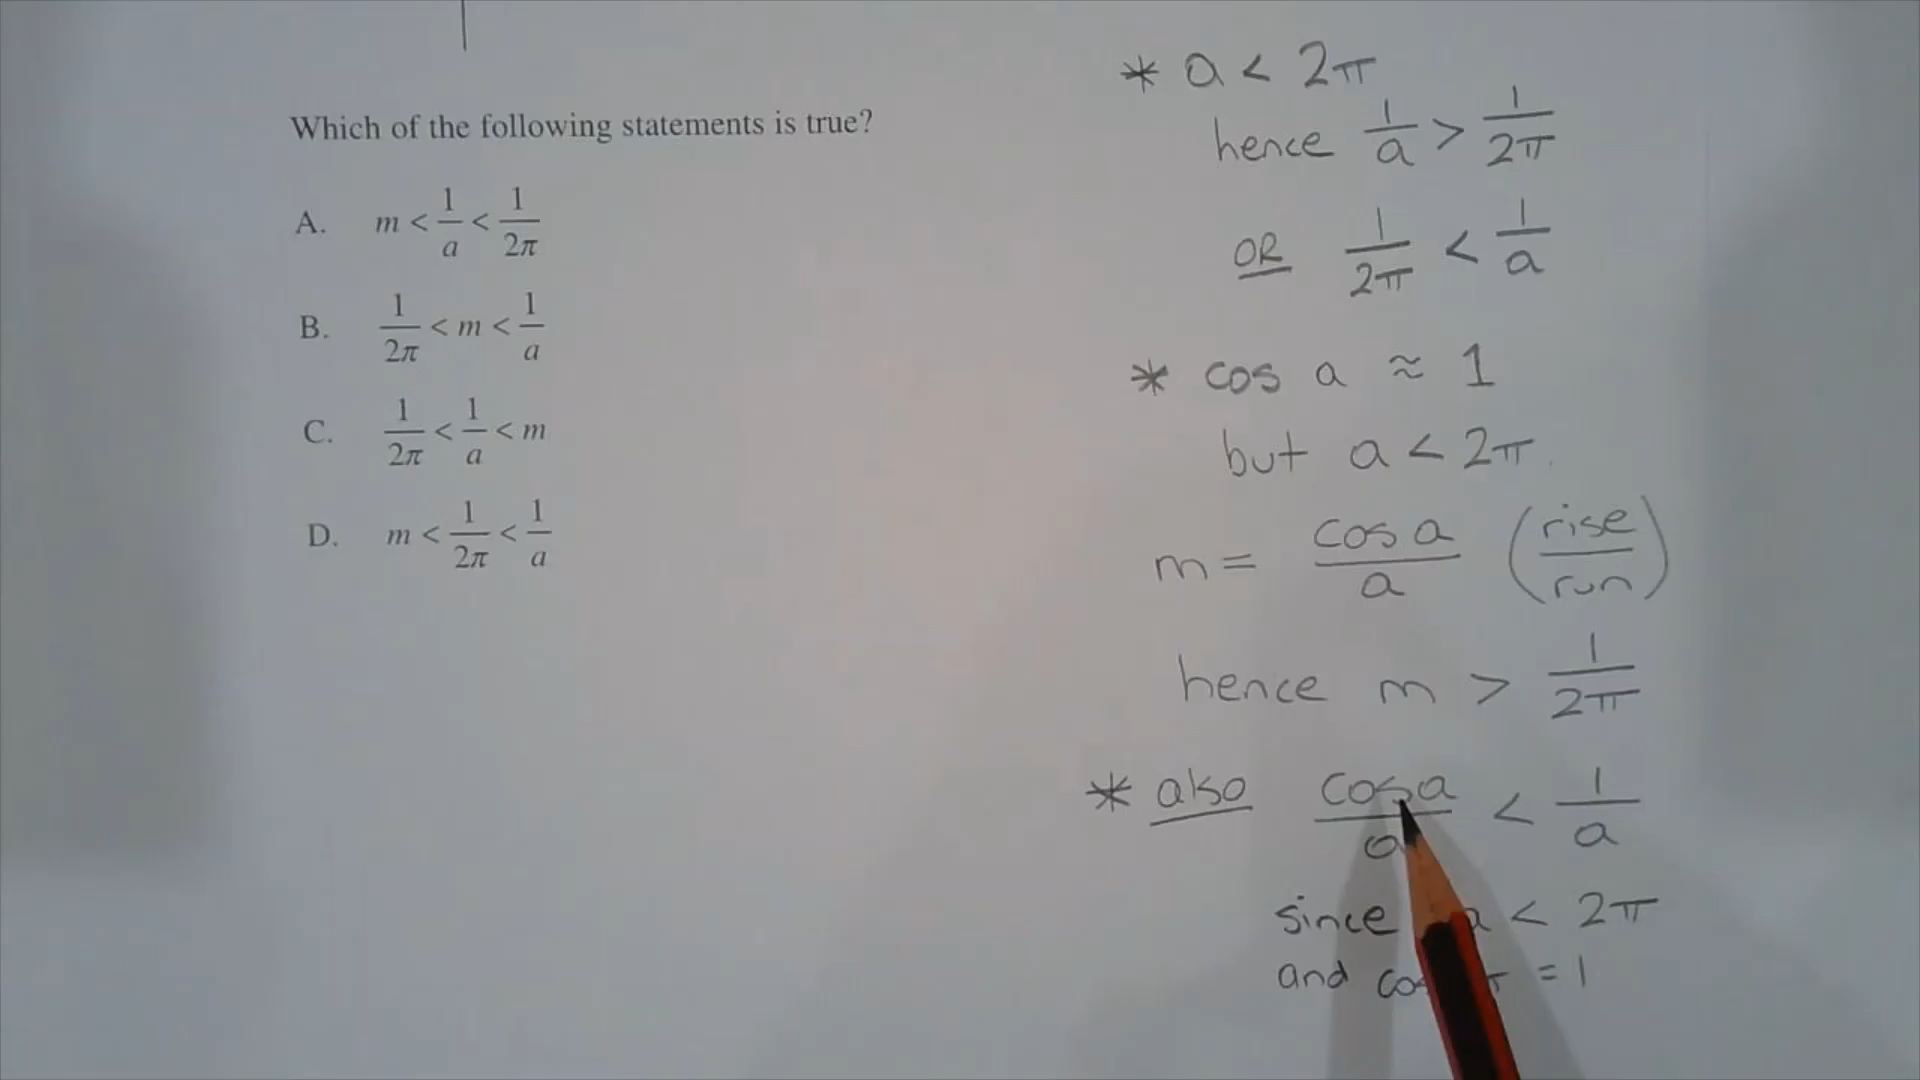 Which of the following statements is true?
A. m < 1/a < 1/2π
B. 1/2π < m < 1/a
C. 1/2π < 1/a < m
D. m < 1/2π < 1/a
* a < 2π
hence 1/a > 1/2π
OR 1/2π < 1/a
* cos a ≈ 1
but a < 2π
m = cos a/a (rise/run)
hence m > 1/2π
* also cos a/a < 1/a
since a < 2π
and = 1